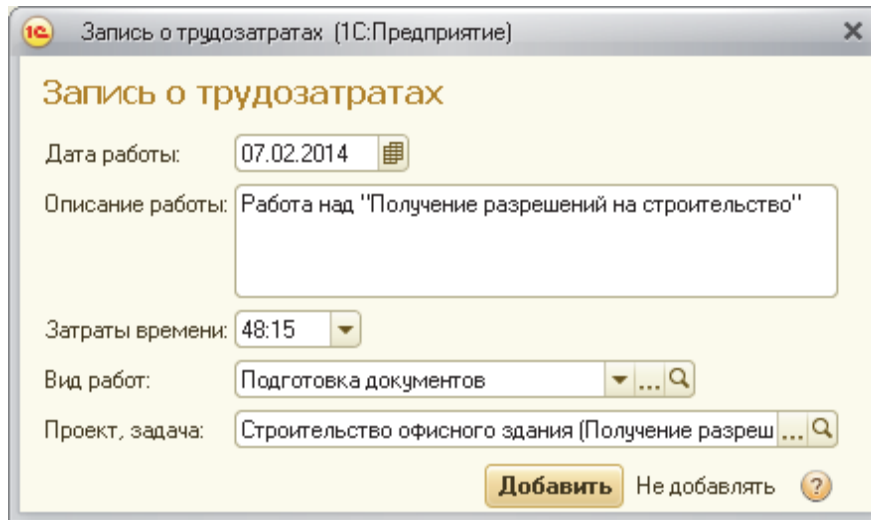 1С Запись о трудозатратах (1С:Предприятие)
Запись о трудозатратах
Дата работы: 07.02.2014
Описание работы: Работа над "Получение разрешений на строительство"
Затраты времени: 48:15
Вид работ: Подготовка документов ...
Проект, задача: Строительство офисного здания (Получение разреш ...
Добавить Не добавлять ?